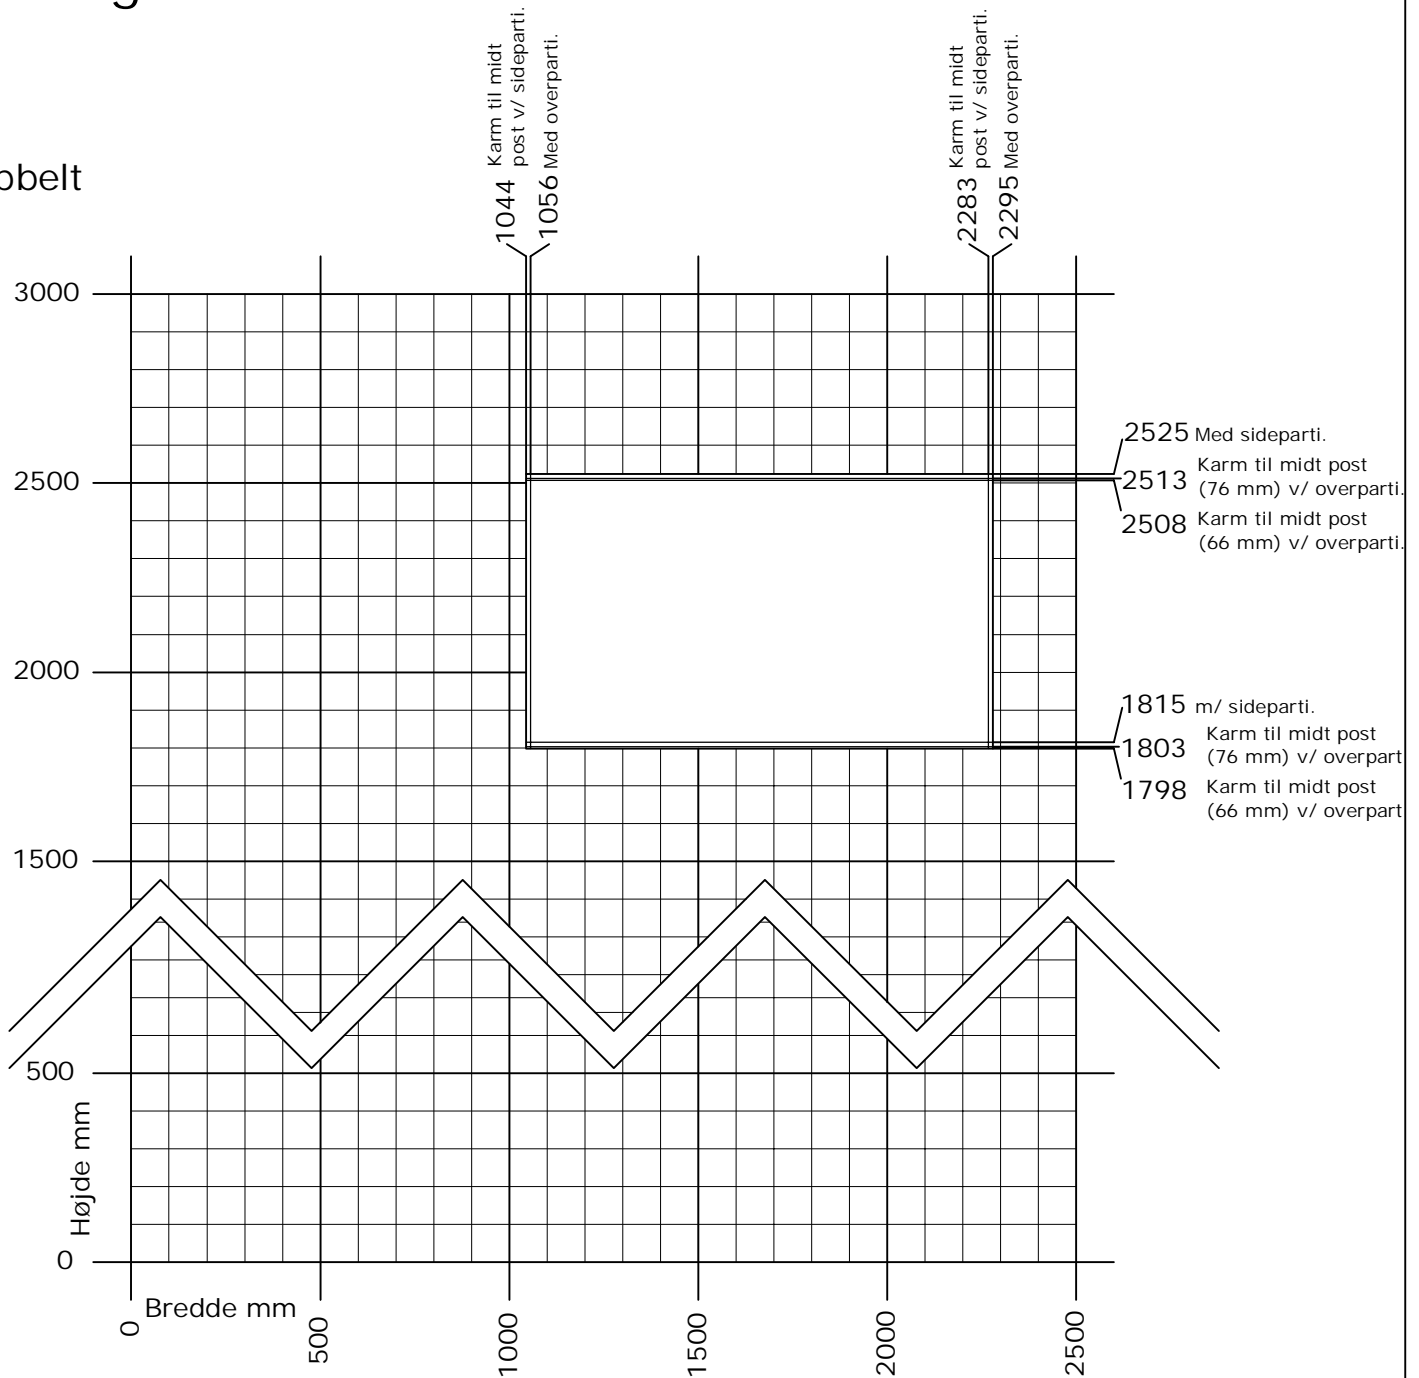 Karm til midt
post v/ sideparti.
1044
1056 Med overparti.
Karm til midt
post v/ sideparti.
2283
2295 Med overparti.
3000
2525 Med sideparti.
2500
2513 Karm til midt post
(76 mm) v/ overparti.
2508 Karm til midt post
(66 mm) v/ overparti.
2000
1815 m/ sideparti.
1803 Karm til midt post
(76 mm) v/ overpart
1798 Karm til midt post
(66 mm) v/ overpart
1500
500
Højde mm
0
Bredde mm
0
500
1000
1500
2000
2500